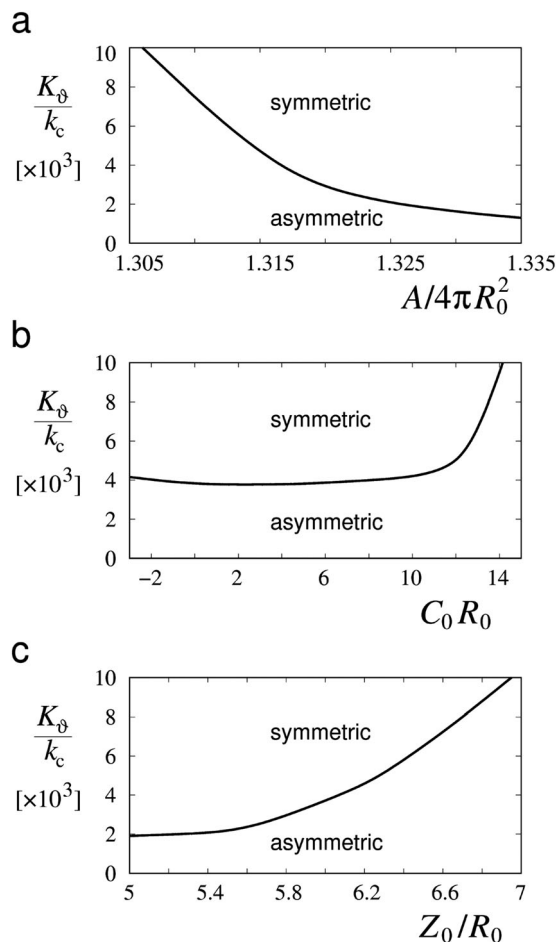 a
10
8
6
4
2
0
K_ϑ
k_c
[×10³]
symmetric
asymmetric
1.305 1.315 1.325 1.335
A/4πR₀²
b
10
8
6
4
2
0
K_ϑ
k_c
[×10³]
symmetric
asymmetric
−2 2 6 10 14
C₀ R₀
c
10
8
6
4
2
0
K_ϑ
k_c
[×10³]
symmetric
asymmetric
5 5.4 5.8 6.2 6.6 7
Z₀/R₀